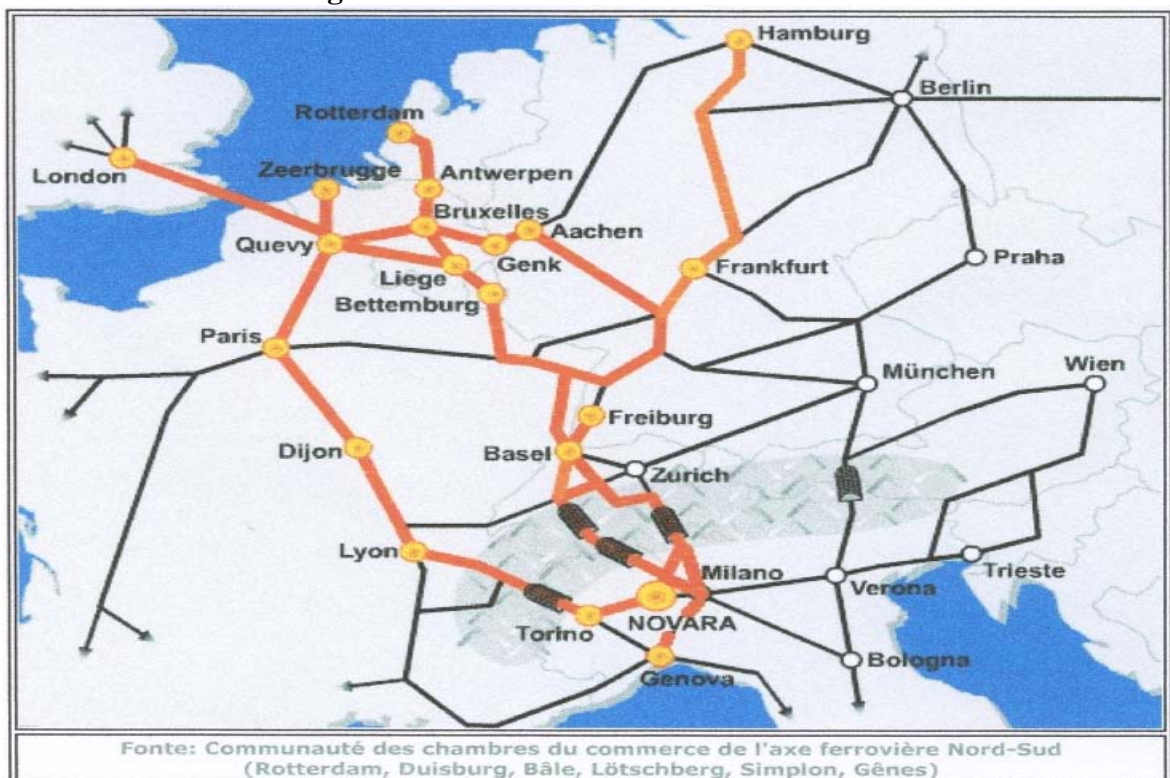 Hamburg
Berlin
Rotterdam
London
Zeerbrugge
Antwerpen
Bruxelles
Quevy
Aachen
Genk
Frankfurt
Praha
Liege
Bettemburg
Paris
München
Wien
Freiburg
Dijon
Basel
Zurich
Lyon
Milano
Verona
Trieste
Torino
NOVARA
Genova
Bologna
Fonte: Communauté des chambres du commerce de l'axe ferrovière Nord-Sud
(Rotterdam, Duisburg, Bâle, Lötschberg, Simplon, Gênes)